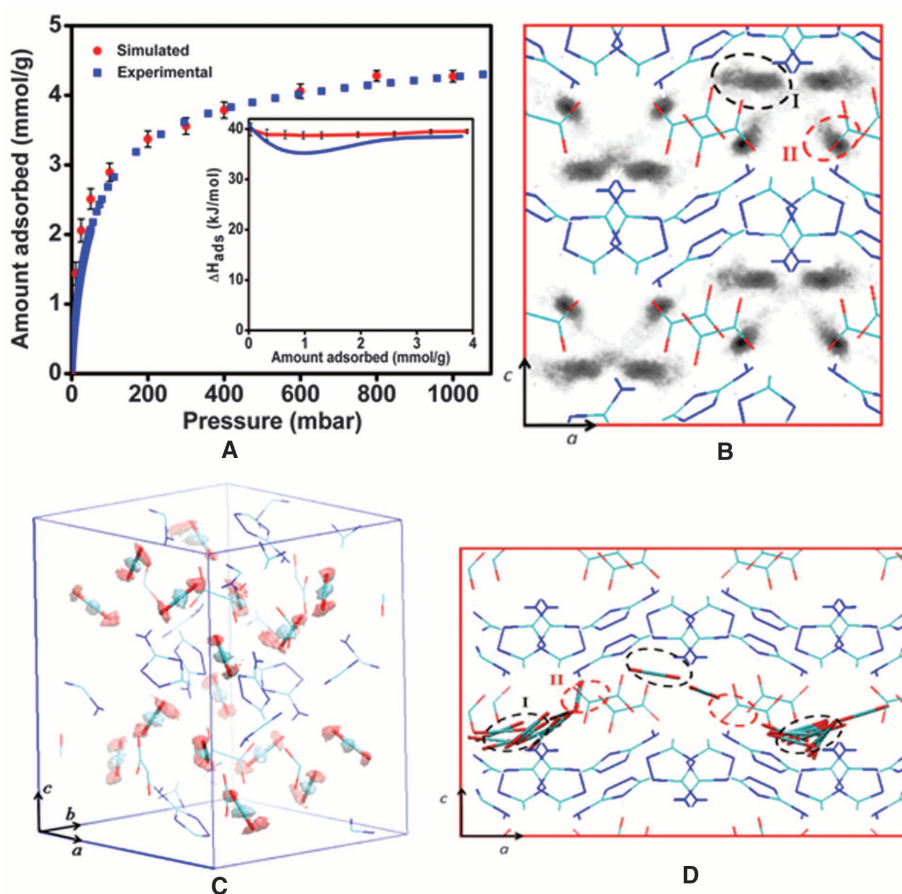 A
5
4
3
2
1
0
Amount adsorbed (mmol/g)
Simulated
Experimental
0 200 400 600 800 1000
Pressure (mbar)
40
30
20
10
0
ΔHads (kJ/mol)
0 1 2 3 4
Amount adsorbed (mmol/g)
A
I
II
c
a
B
c
b
a
C
I
II
c
a
D